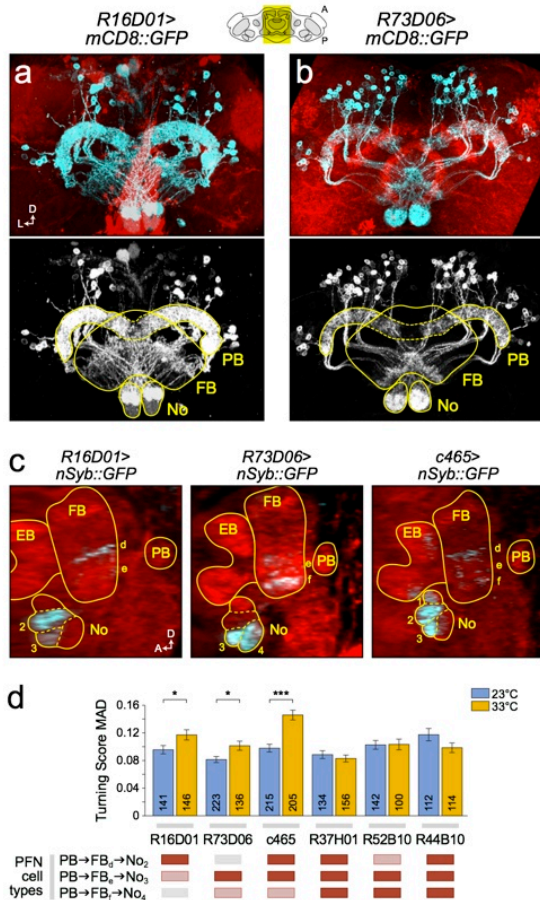 R16D01>
mCD8::GFP
A
P
R73D06>
mCD8::GFP
a
b
D
L
PB
FB
No
PB
FB
No
c
R16D01>
nSyb::GFP
R73D06>
nSyb::GFP
c465>
nSyb::GFP
FB
EB
d
e
PB
2
3
No
D
A
FB
EB
e
f
PB
No
3
4
FB
EB
d
e
f
PB
2
3
No
d
23°C
33°C
Turning Score MAD
0.16
0.12
0.08
0.04
0
* * ***
141 146 223 136 215 205 134 156 142 100 112 114
R16D01 R73D06 c465 R37H01 R52B10 R44B10
PFN
cell
types
PB→FBd→No2
PB→FBe→No3
PB→FBf→No4